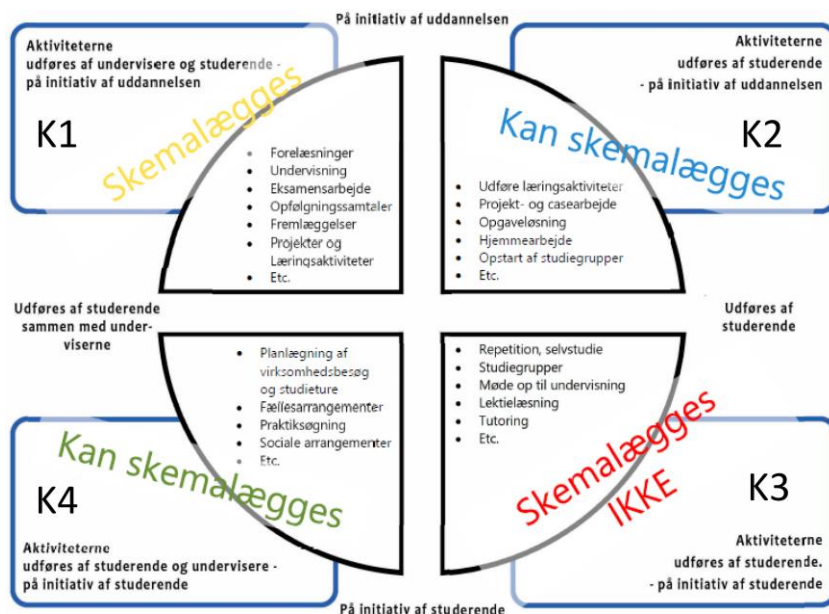 På initiativ af uddannelsen
Aktiviteterne
udføres af undervisere og studerende -
på initiativ af uddannelsen
K1
Skemalægges
Forelæsninger
Undervisning
Eksamensarbejde
Opfølgningssamtaler
Fremlæggelser
Projekter og
Læringsaktiviteter
Etc.
Aktiviteterne
udføres af studerende
- på initiativ af uddannelsen
K2
Kan skemalægges
Udføre læringsaktiviteter
Projekt- og casearbejde
Opgaveløsning
Hjemmearbejde
Opstart af studiegrupper
Etc.
Udføres af studerende
sammen med under-
viserne
Udføres af
studerende
Planlægning af
virksomhedsbesøg
og studieture
Fællesarrangementer
Praktiksøgning
Sociale arrangementer
Etc.
Kan skemalægges
K4
Aktiviteterne
udføres af studerende og undervisere -
på initiativ af studerende
Repetition, selvstudie
Studiegrupper
Møde op til undervisning
Lektielæsning
Tutoring
Etc.
Skemalægges
IKKE
K3
Aktiviteterne
udføres af studerende.
- på initiativ af studerende
På initiativ af studerende